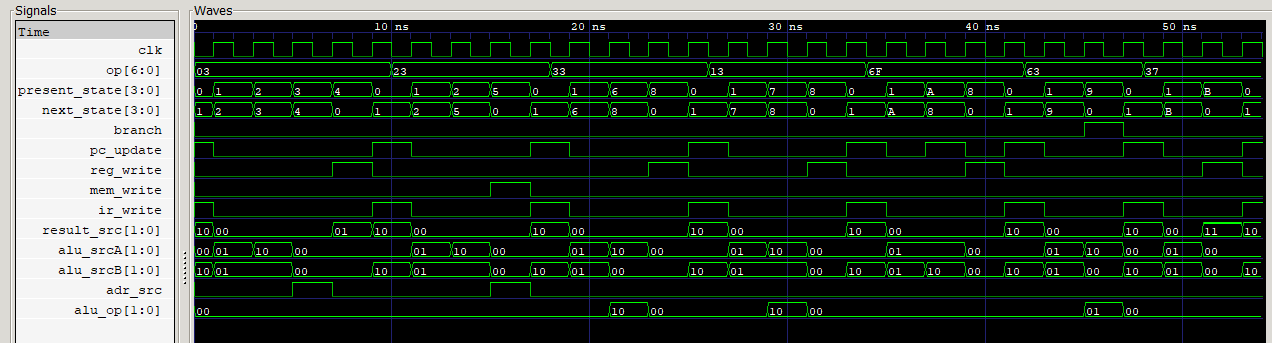 Signals Waves
0 10 ns 20 ns 30 ns 40 ns 50 ns
Time
clk
op[6:0] 03 23 33 13 6F 63 37
present_state[3:0] 0 1 2 3 4 0 1 2 5 0 1 6 8 0 1 7 8 0 1 A 8 0 1 9 0 1 B 0
next_state[3:0] 1 2 3 4 0 1 2 5 0 1 6 8 0 1 7 8 0 1 A 8 0 1 9 0 1 B 0 1
branch
pc_update
reg_write
mem_write
ir_write
result_src[1:0] 10 00 01 10 00 10 00 10 00 10 00 10 00 10 00 11 10
alu_srcA[1:0] 00 01 10 00 01 10 00 01 10 00 01 10 00 01 00 01 10 00 01 00
alu_srcB[1:0] 10 01 00 10 01 00 10 01 00 10 01 00 10 01 10 00 10 01 00 10 01 00 10
adr_src
alu_op[1:0] 00 10 00 10 00 01 00